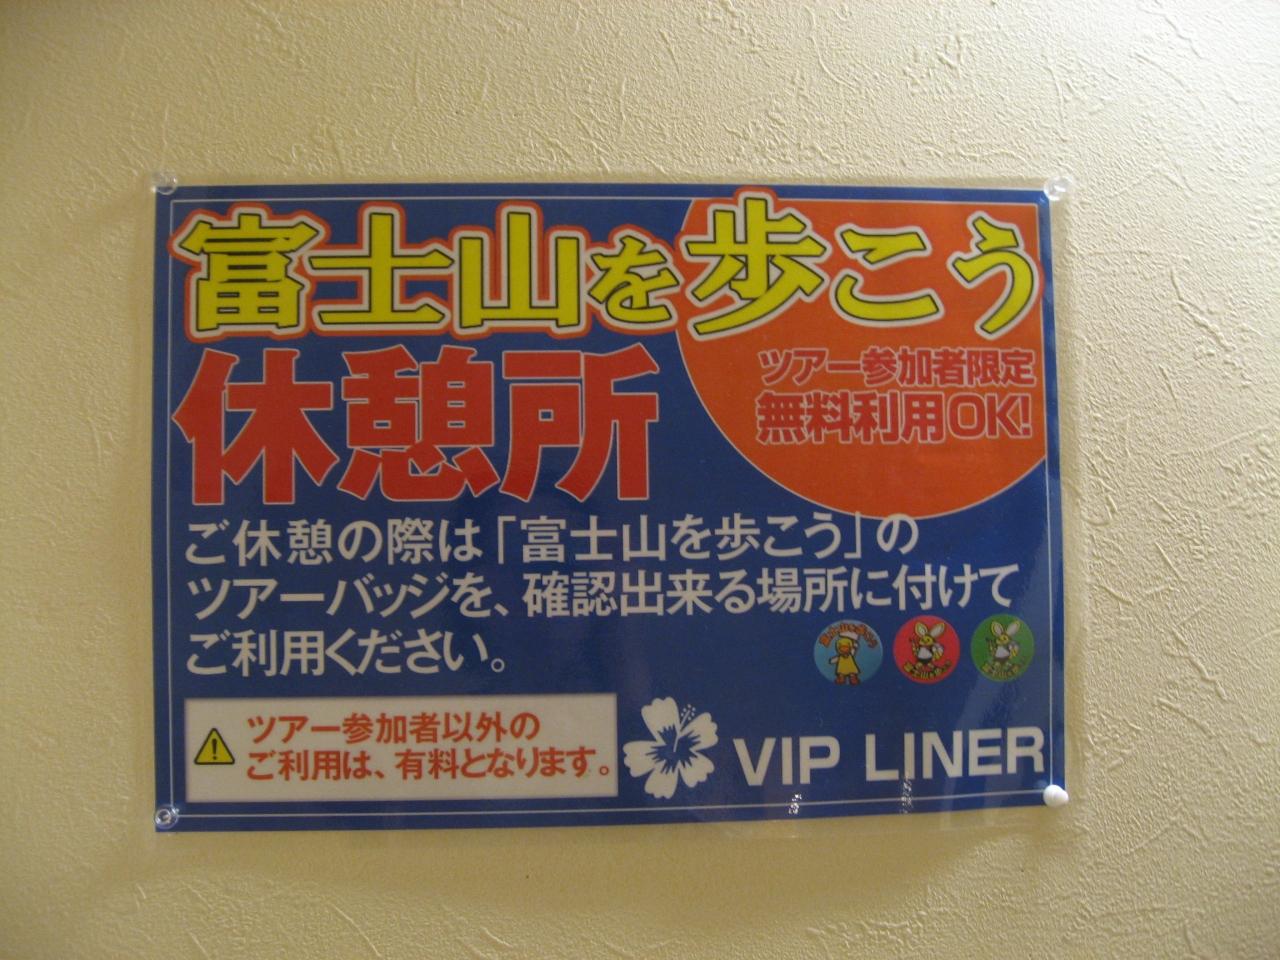 富士山を歩こう
休憩所
ツアー参加者限定
無料利用OK!
ご休憩の際は「富士山を歩こう」の
ツアーバッジを、確認出来る場所に付けて
ご利用ください。
ツアー参加者以外の
ご利用は、有料となります。
VIP LINER